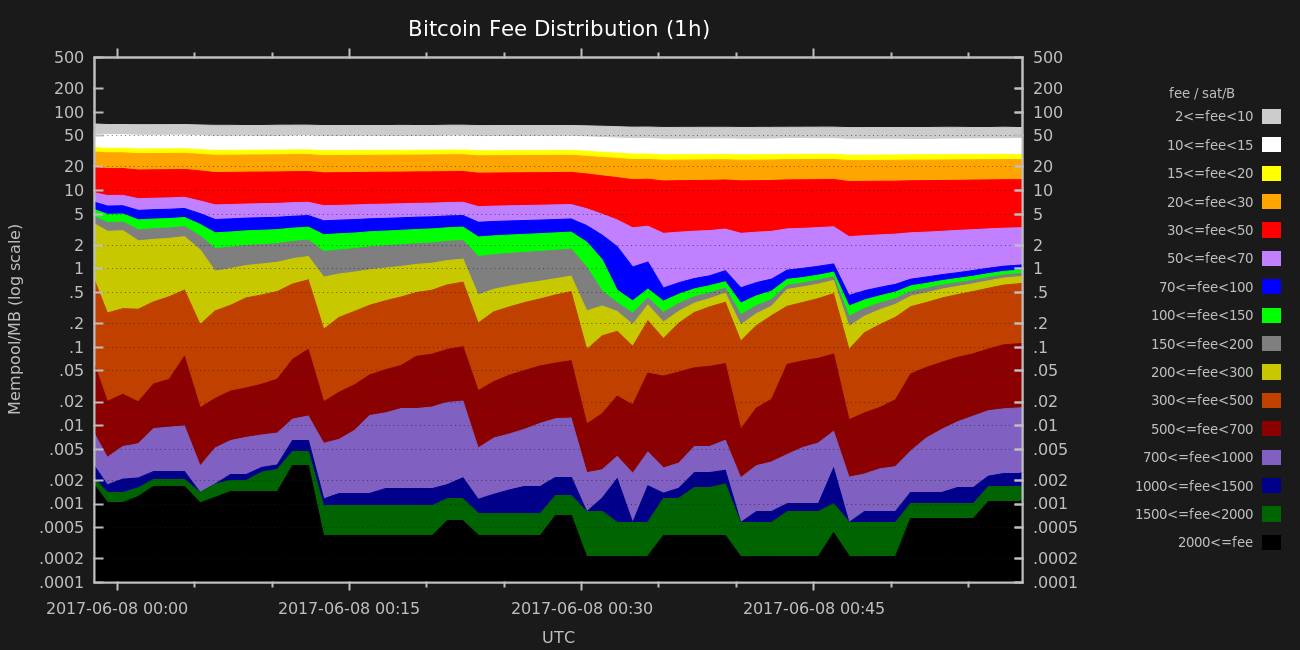 Bitcoin Fee Distribution (1h)
500 500
200 200
100 100
50 50
20 20
10 10
5 5
2 2
1 1
.5 .5
.2 .2
.1 .1
.05 .05
.02 .02
.01 .01
.005 .005
.002 .002
.001 .001
.0005 .0005
.0002 .0002
.0001 .0001
Mempool/MB (log scale)
2017-06-08 00:00 2017-06-08 00:15 2017-06-08 00:30 2017-06-08 00:45
UTC
fee / sat/B
2<=fee<10
10<=fee<15
15<=fee<20
20<=fee<30
30<=fee<50
50<=fee<70
70<=fee<100
100<=fee<150
150<=fee<200
200<=fee<300
300<=fee<500
500<=fee<700
700<=fee<1000
1000<=fee<1500
1500<=fee<2000
2000<=fee